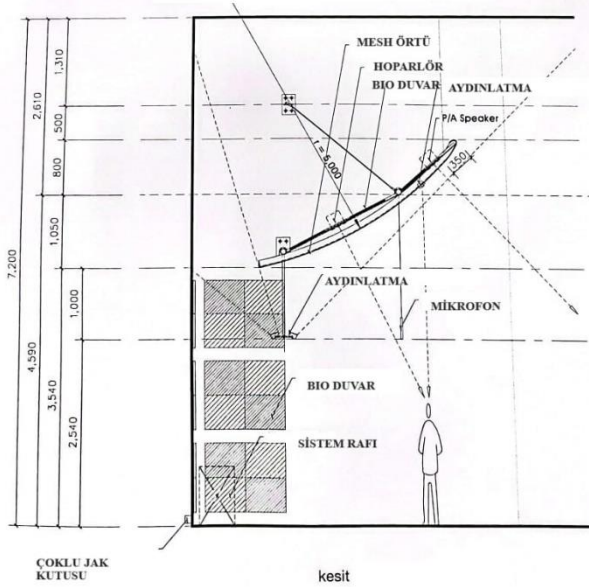 MESH ÖRTÜ
HOPARLÖR
BIO DUVAR
AYDINLATMA
P/A Speaker
350
r = 5,000
1,310
2,610
500
800
1,050
7,200
1,000
4,590
3,540
2,540
AYDINLATMA
MİKROFON
BIO DUVAR
SİSTEM RAFI
ÇOKLU JAK
KUTUSU
kesit